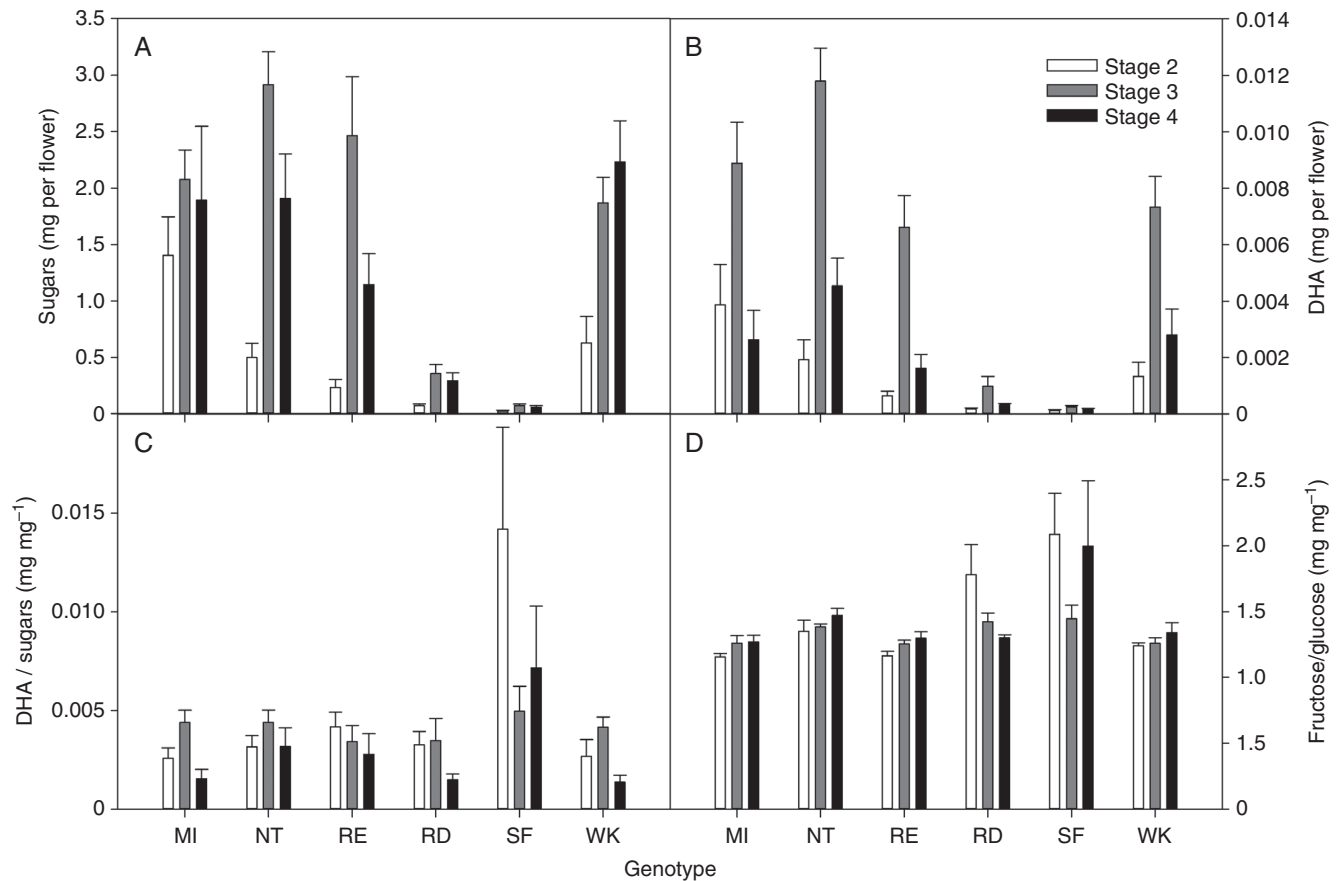 A
3.5
3.0
2.5
2.0
1.5
1.0
0.5
0
Sugars (mg per flower)
B
Stage 2
Stage 3
Stage 4
0.014
0.012
0.010
0.008
0.006
0.004
0.002
0
DHA (mg per flower)
C
0.015
0.010
0.005
0
DHA / sugars (mg mg⁻¹)
D
2.5
2.0
1.5
1.0
1.5
0
Fructose/glucose (mg mg⁻¹)
MI NT RE RD SF WK
MI NT RE RD SF WK
Genotype